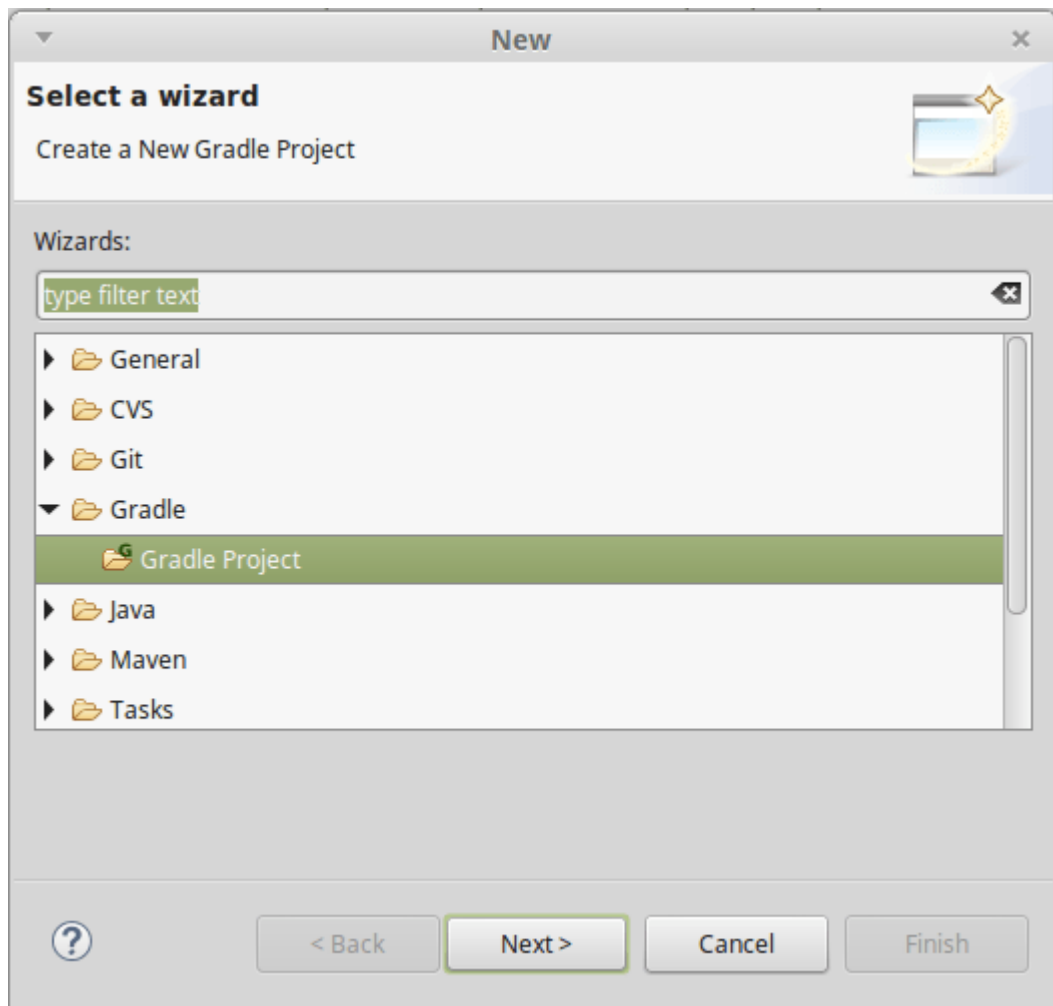 New
Select a wizard
Create a New Gradle Project
Wizards:
type filter text
General
CVS
Git
Gradle
Gradle Project
Java
Maven
Tasks
< Back Next > Cancel Finish